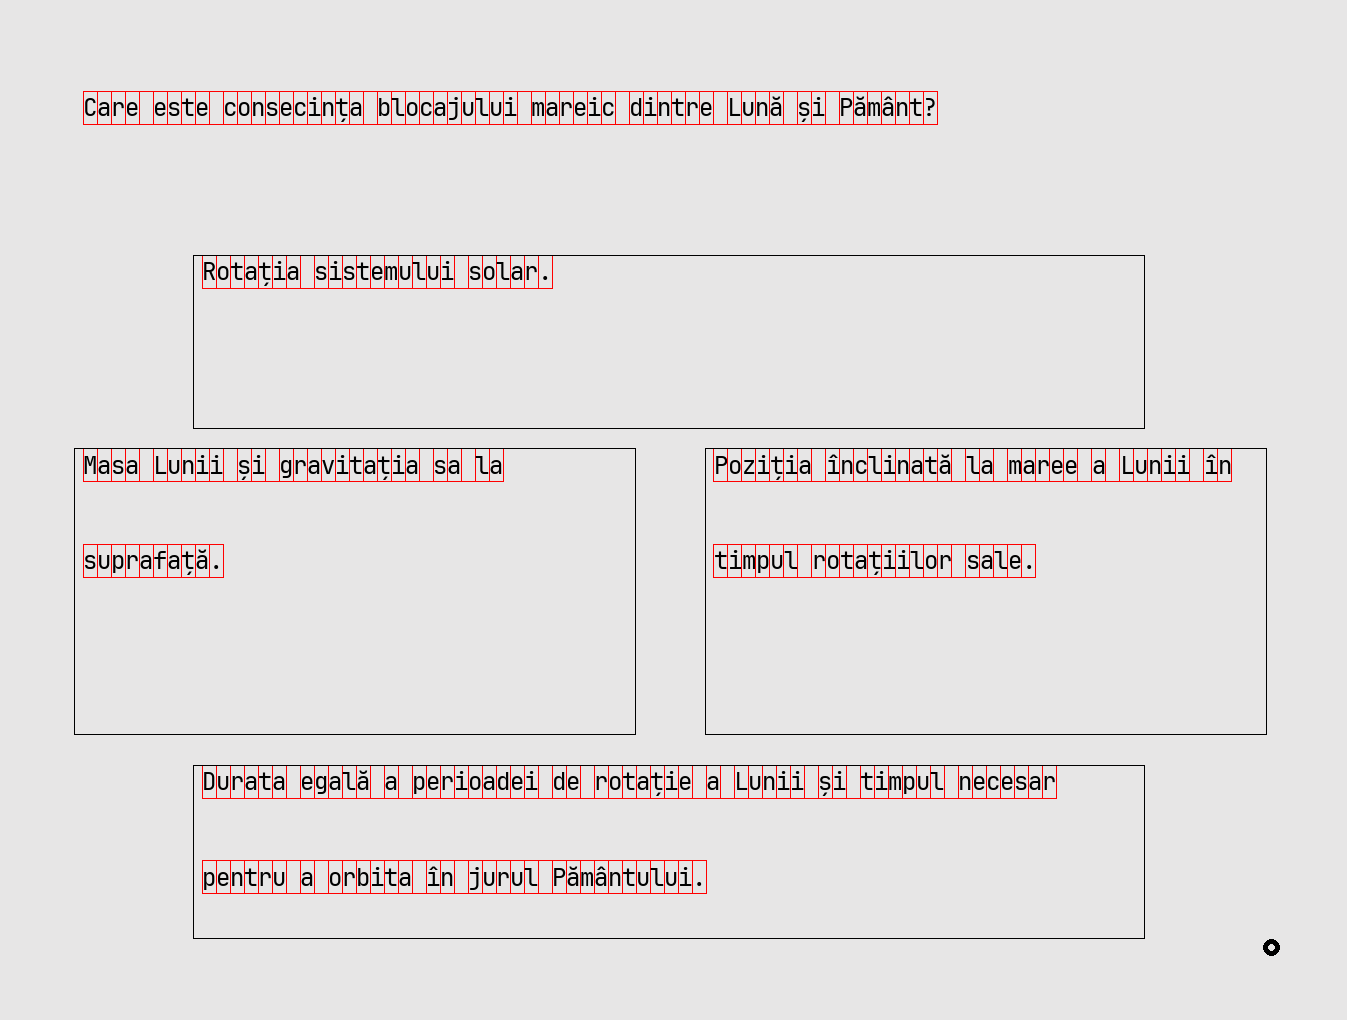 Care este consecința blocajului mareic dintre Lună și Pământ?
Rotația sistemului solar.
Masa Lunii și gravitația sa la
suprafață.
Poziția înclinată la maree a Lunii în
timpul rotațiilor sale.
Durata egală a perioadei de rotație a Lunii și timpul necesar
pentru a orbita în jurul Pământului.